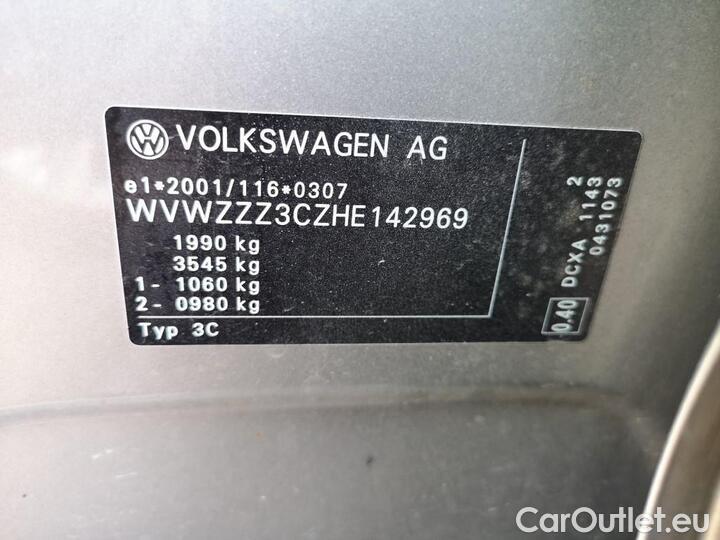 VOLKSWAGEN AG
e1*2001/116*0307
WVWZZZ3CZHE142969
1990 kg
3545 kg
1- 1060 kg
2- 0980 kg
Typ 3C
2
0.40 DCXA 1143
0431073
CarOutlet.eu